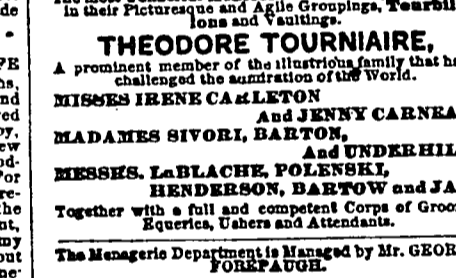 de
in their Picturesque and Agile Groupings, Tourbil
ions and Vaultings.
THEODORE TOURNIAIRE,
A prominent member of the illustrious family that ha
challenged the admiration of the World.
MISSES IRENE CARLETON
And JENNY CARNEA
MADAMES SIVORI, BARTON,
And UNDERHIL
MESSRS. LaBLACHE, POLENSKI,
HENDERSON, BARTOW and JA
Together with a full and competent Corps of Groo
Equeries, Ushers and Attendants.
The Menagerie Department is Managed by Mr. GEOR
FOREPAUGH.